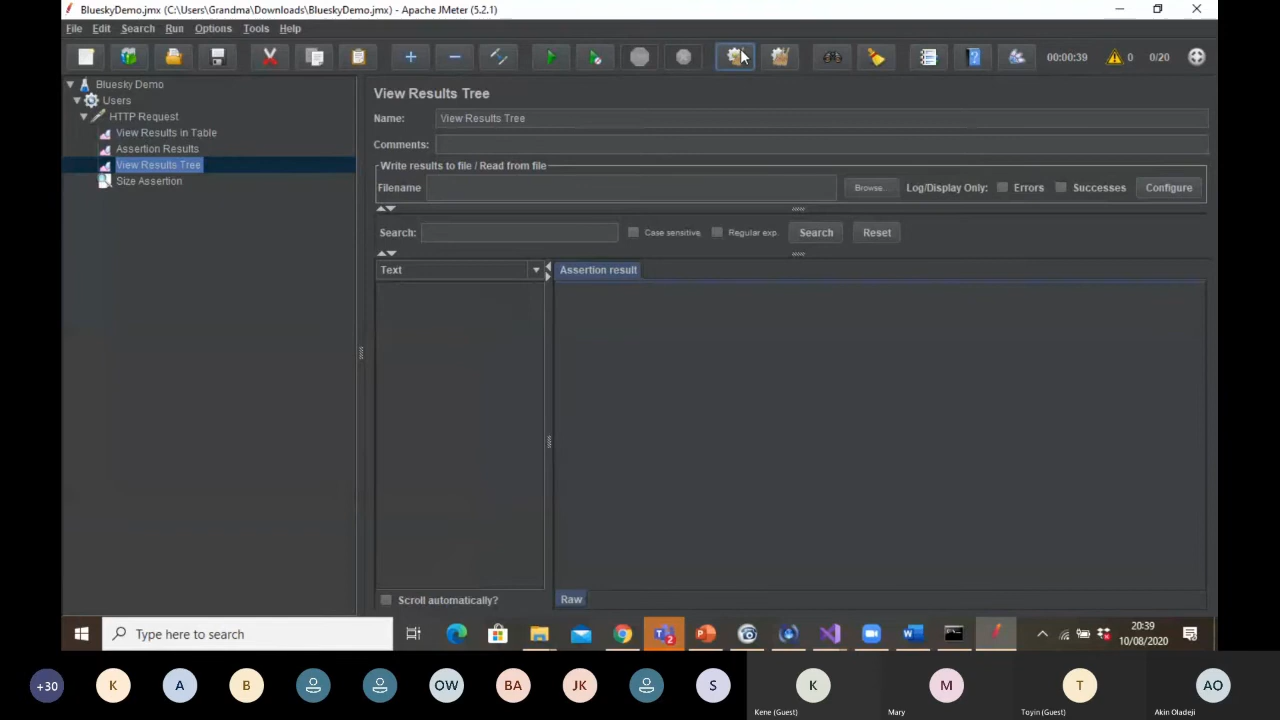 BlueskyDemo.jmx (C:\Users\Grandma\Downloads\BlueskyDemo.jmx) - Apache JMeter (5.2.1)
File Edit Search Run Options Tools Help
00:00:39 0 0/20
Bluesky Demo
Users
HTTP Request
View Results in Table
Assertion Results
View Results Tree
Size Assertion
View Results Tree
Name: View Results Tree
Comments:
Write results to file / Read from file
Filename Browse... Log/Display Only: Errors Successes Configure
Search: Case sensitive Regular exp. Search Reset
Text Assertion result
Scroll automatically? Raw
Type here to search
2
20:39
10/08/2020
+30 K A B OW BA JK S K M T AO
Kene (Guest) Mary Toyin (Guest) Akin Oladeji